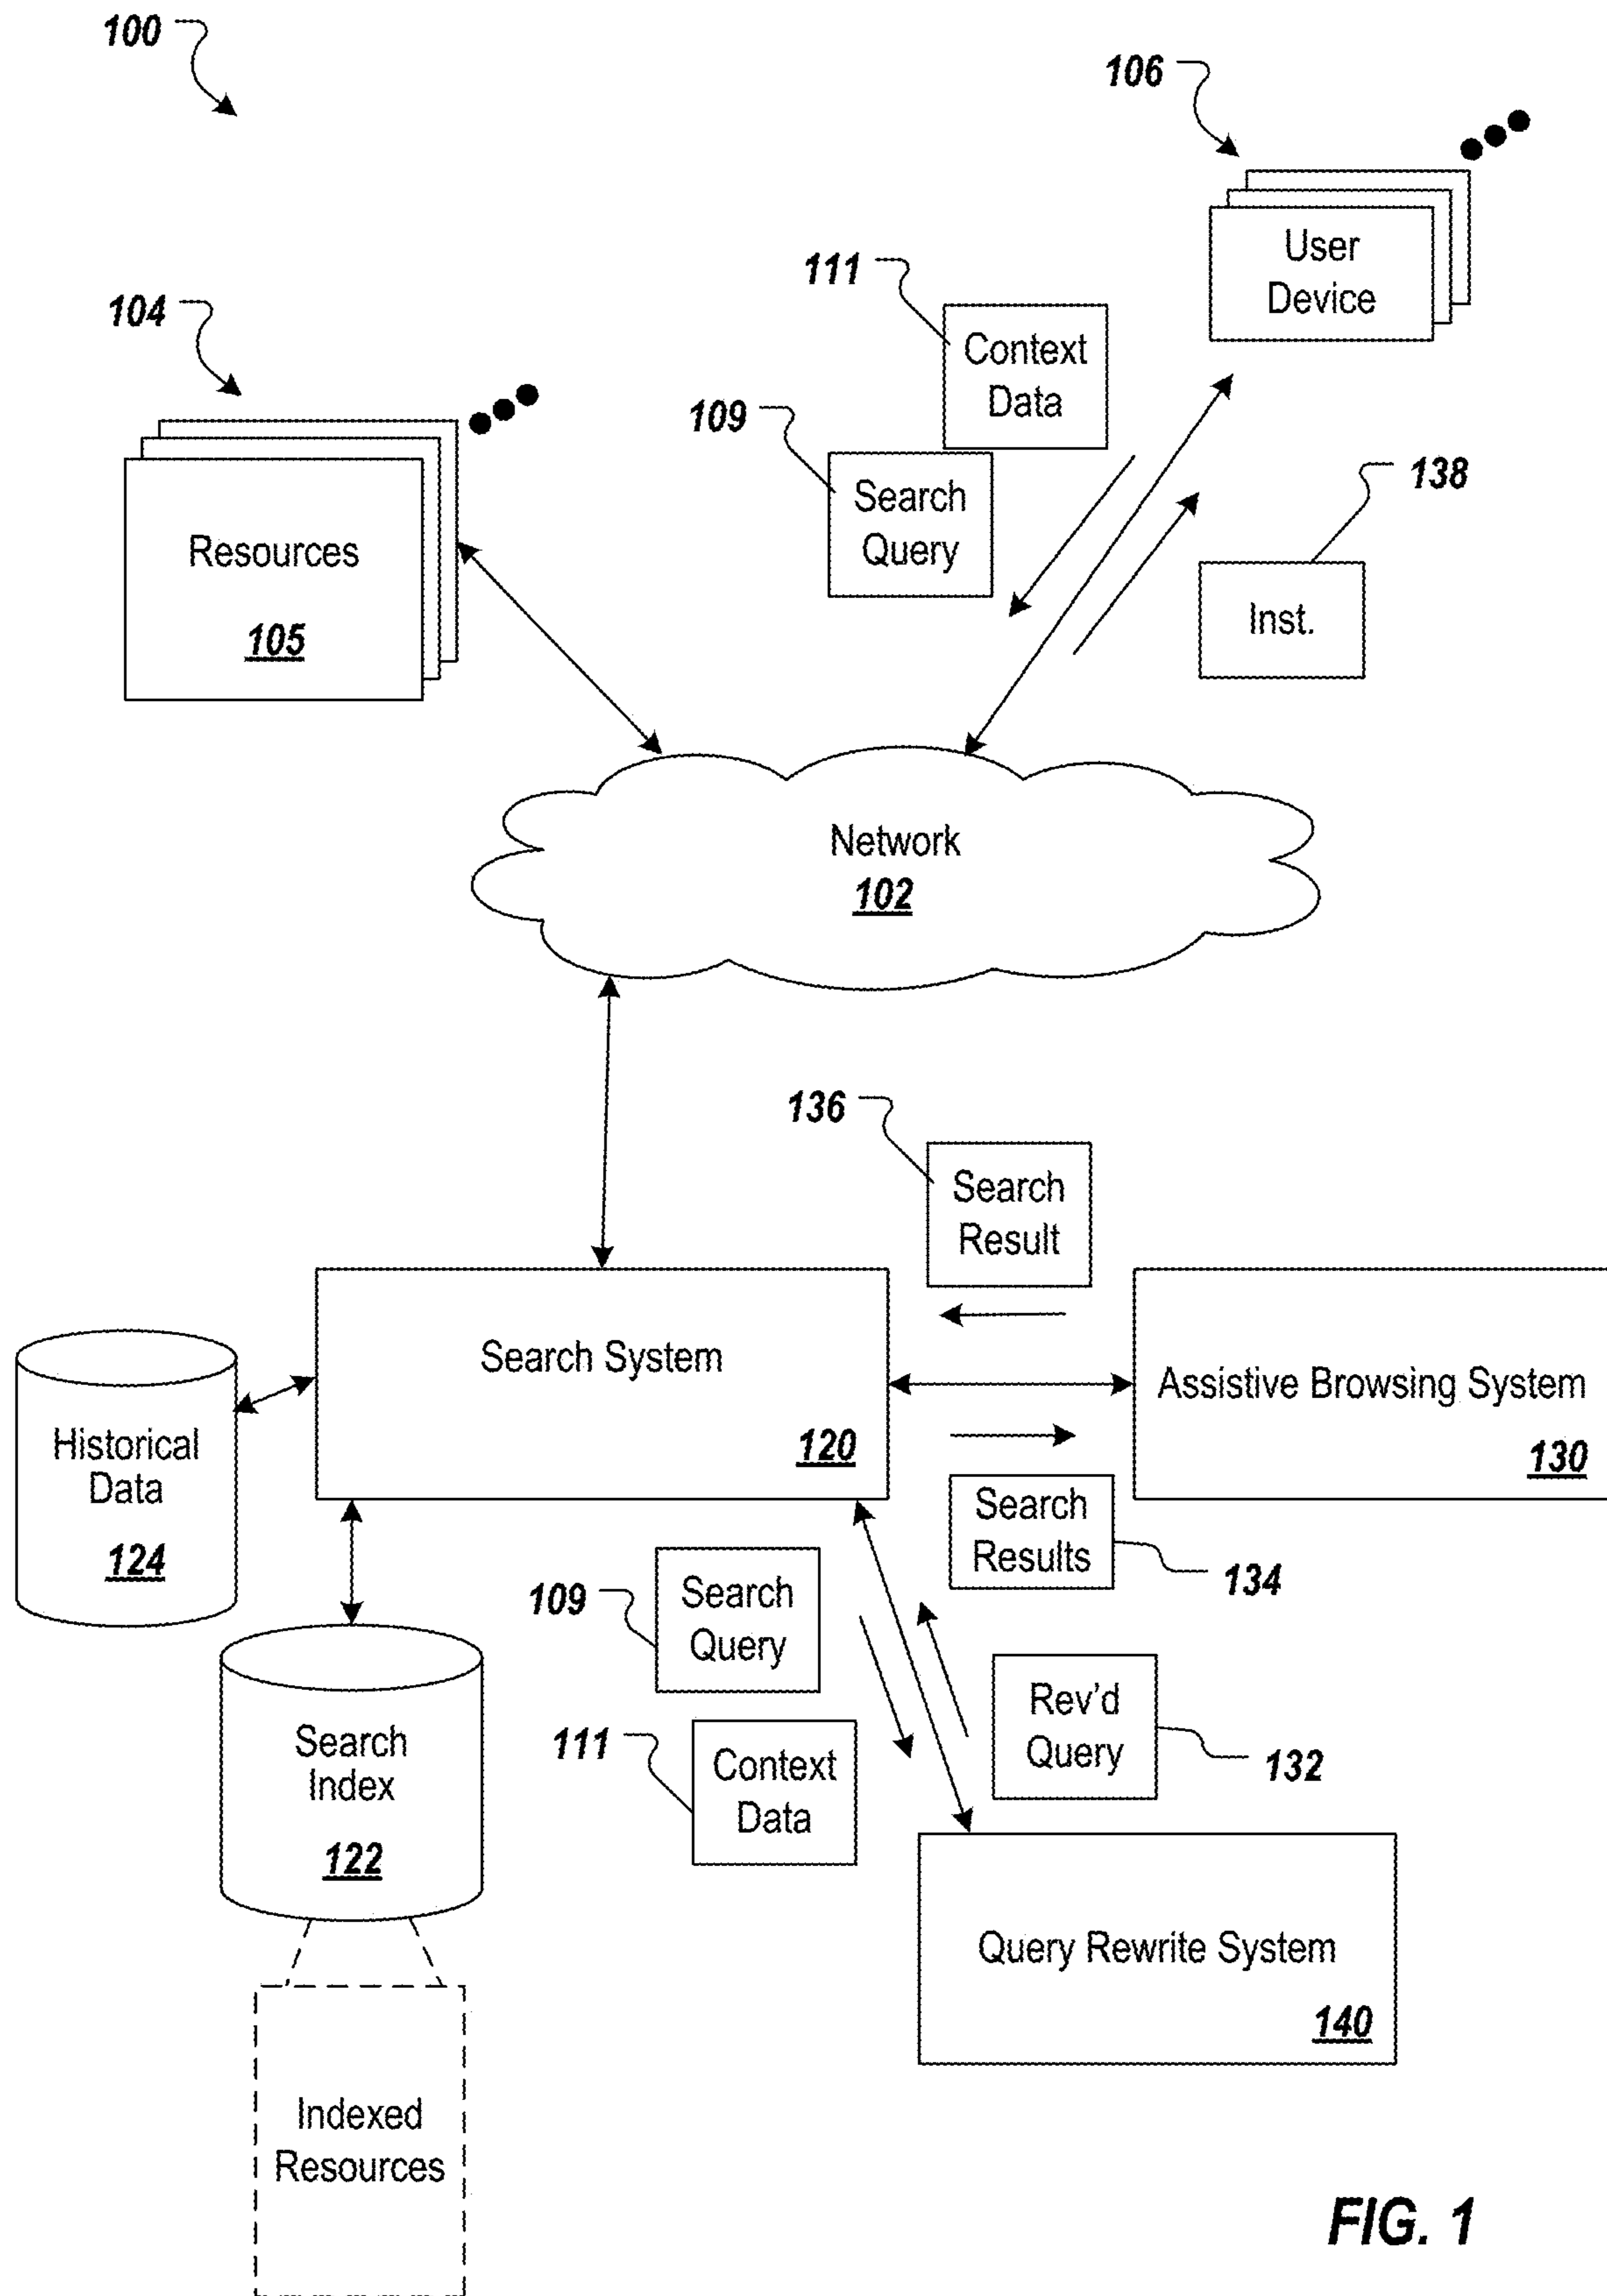 100
106
User
Device
111
Context
Data
104
109
Search
Query
138
Inst.
Resources
105
Network
102
136
Search
Result
Search System
120
Assistive Browsing System
130
Historical
Data
124
Search
Results
134
109
Search
Query
Rev'd
Query
132
111
Context
Data
Search
Index
122
Query Rewrite System
140
Indexed
Resources
FIG. 1